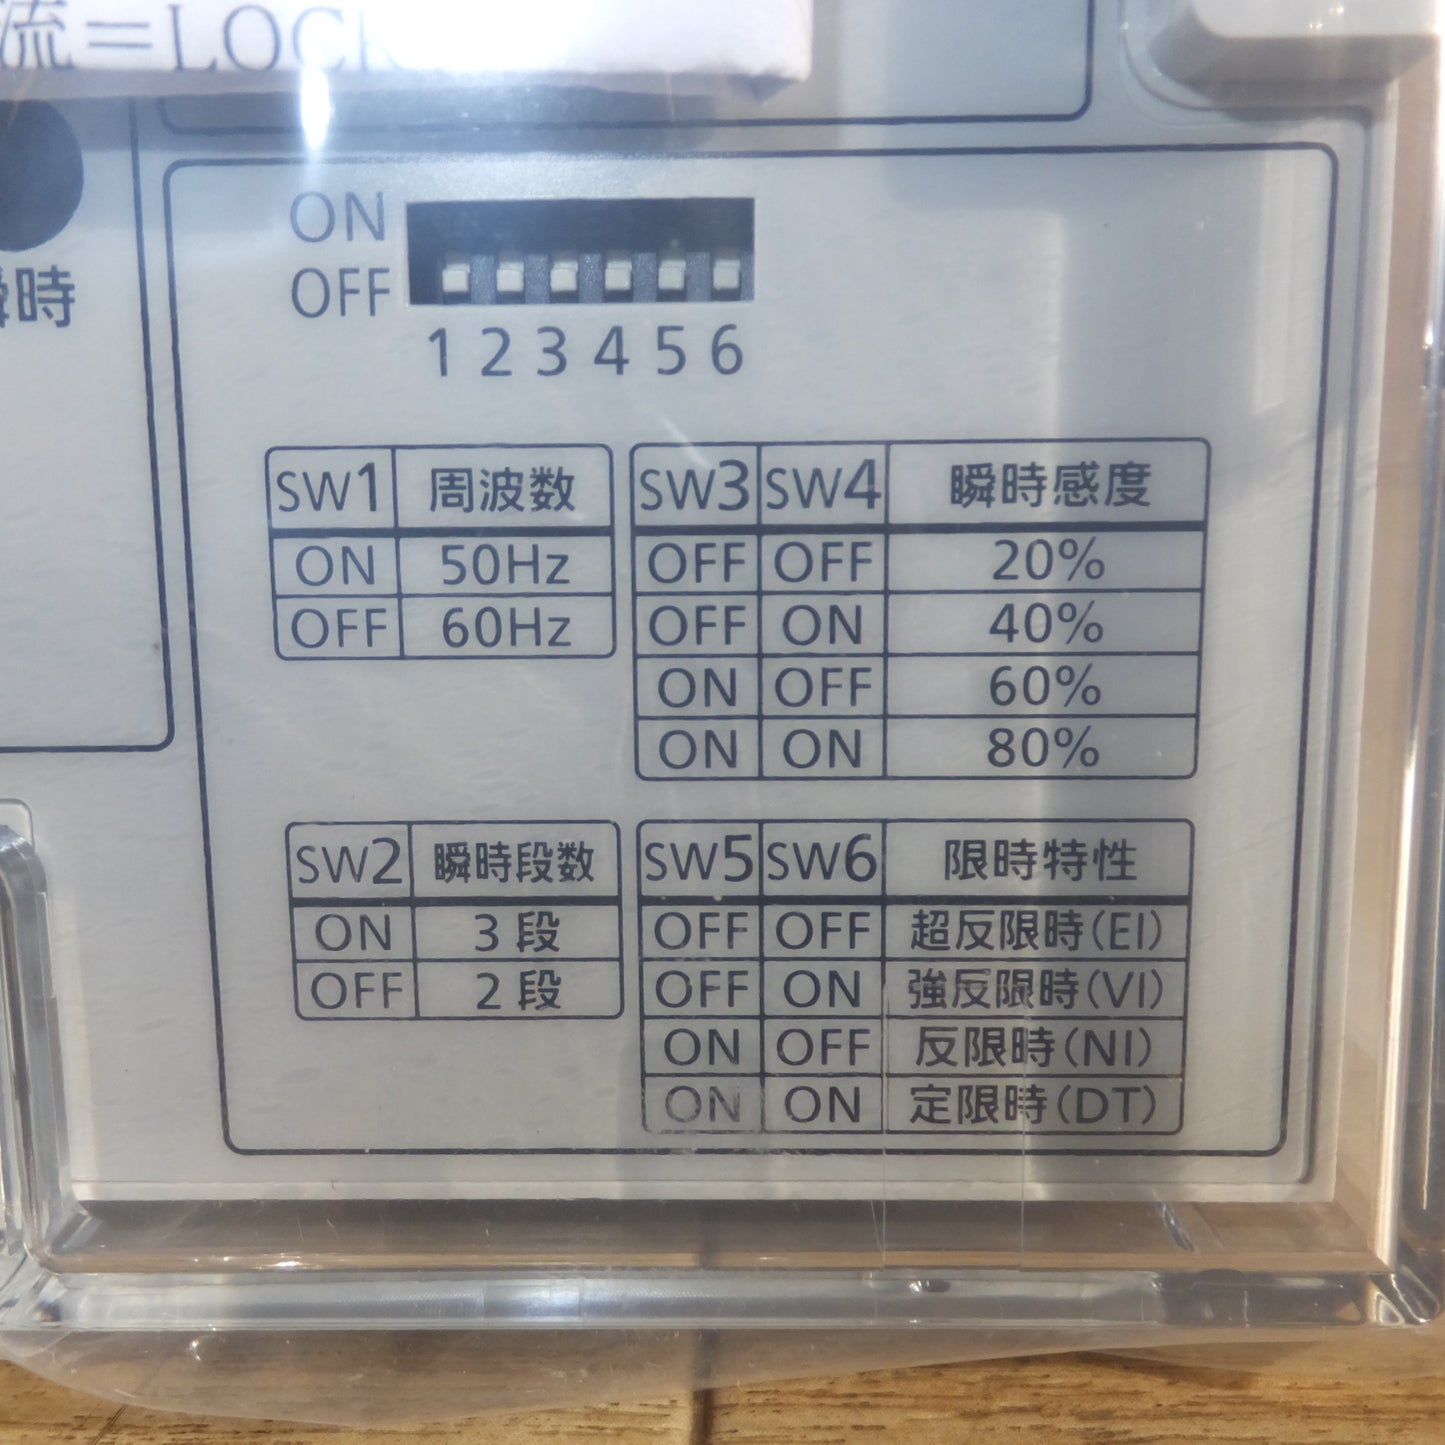 流=LOCK
ON
OFF
1 2 3 4 5 6
時
SW1 周波数
ON 50Hz
OFF 60Hz
SW3 SW4 瞬時感度
OFF OFF 20%
OFF ON 40%
ON OFF 60%
ON ON 80%
SW2 瞬時段数
ON 3段
OFF 2段
SW5 SW6 限時特性
OFF OFF 超反限時(EI)
OFF ON 強反限時(VI)
ON OFF 反限時(NI)
ON ON 定限時(DT)